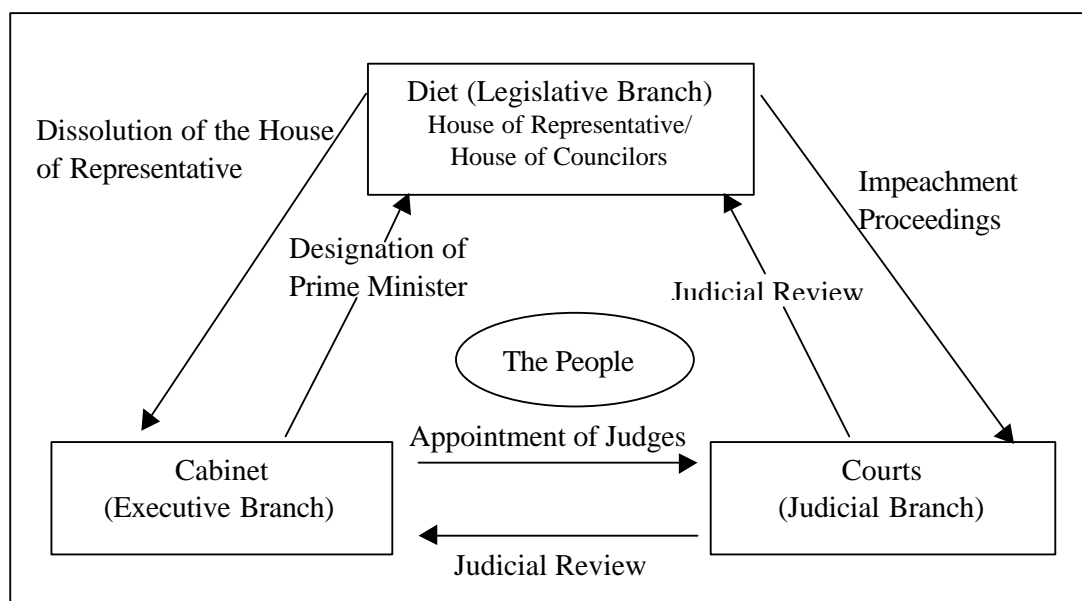 Diet (Legislative Branch)
House of Representative/
House of Councilors
Dissolution of the House
of Representative
Impeachment
Proceedings
Designation of
Prime Minister
Judicial Review
The People
Appointment of Judges
Cabinet
(Executive Branch)
Courts
(Judicial Branch)
Judicial Review